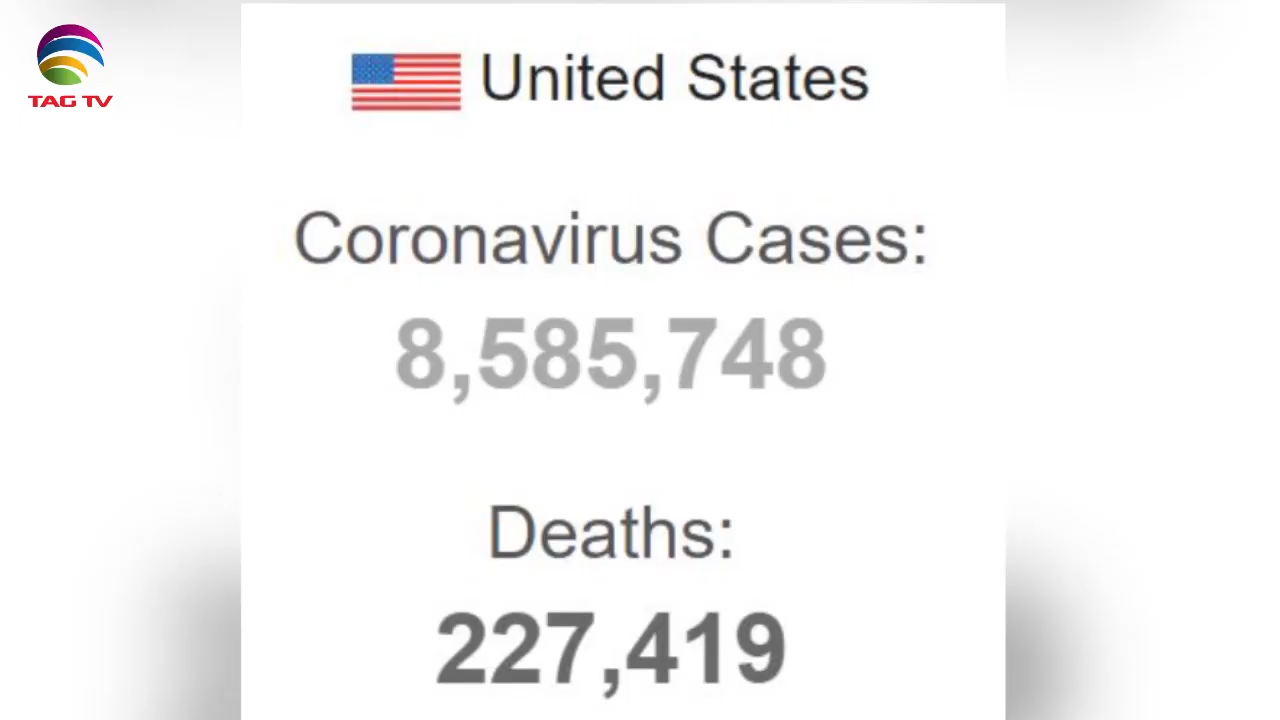 TAG TV
United States
Coronavirus Cases:
8,585,748
Deaths:
227,419